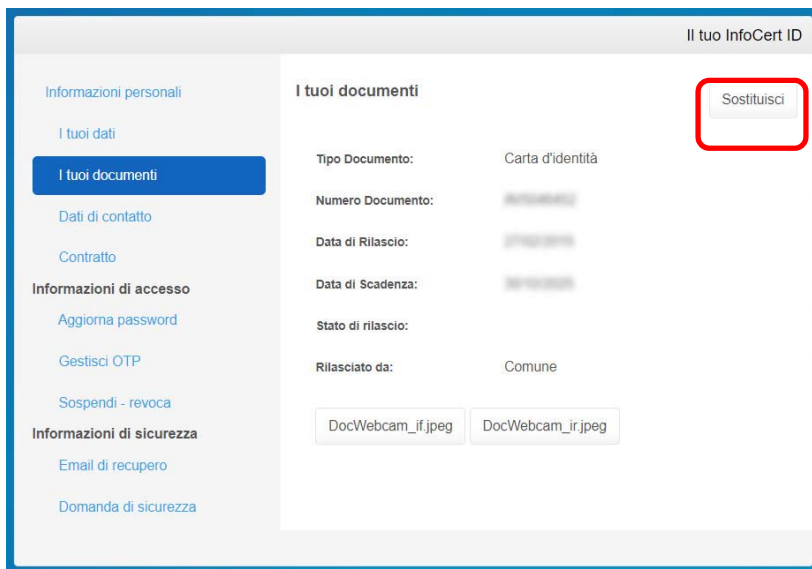 Il tuo InfoCert ID
Informazioni personali
I tuoi dati
I tuoi documenti
Dati di contatto
Contratto
Informazioni di accesso
Aggiorna password
Gestisci OTP
Sospendi - revoca
Informazioni di sicurezza
Email di recupero
Domanda di sicurezza
I tuoi documenti
Sostituisci
Tipo Documento: Carta d'identità
Numero Documento:
Data di Rilascio:
Data di Scadenza:
Stato di rilascio:
Rilasciato da: Comune
DocWebcam_if.jpeg DocWebcam_ir.jpeg